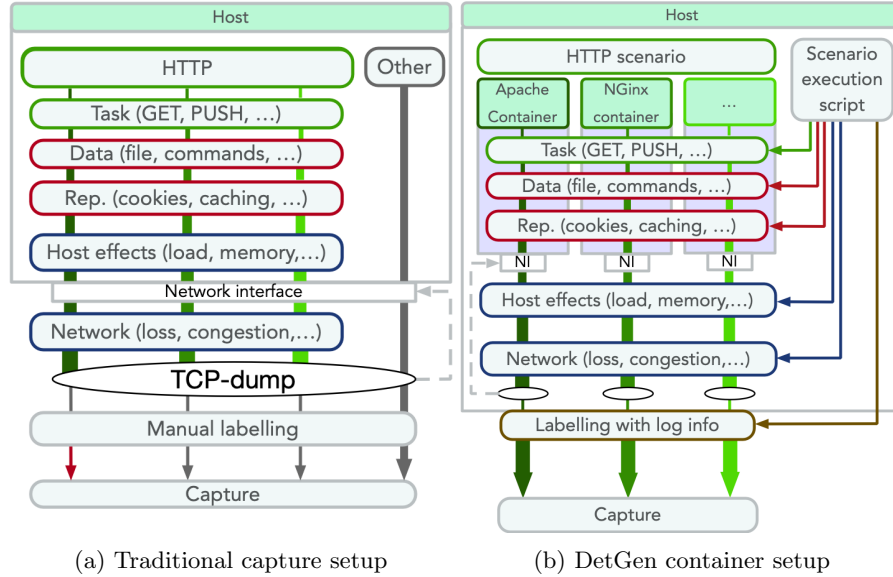 Host
HTTP
Other
Task (GET, PUSH, …)
Data (file, commands, …)
Rep. (cookies, caching, …)
Host effects (load, memory,…)
Network interface
Network (loss, congestion,…)
TCP-dump
Manual labelling
Capture
(a) Traditional capture setup
Host
HTTP scenario
Scenario
execution
script
Apache
Container
NGinx
container
…
Task (GET, PUSH, …)
Data (file, commands, …)
Rep. (cookies, caching, …)
NI
NI
NI
Host effects (load, memory,…)
Network (loss, congestion,…)
Labelling with log info
Capture
(b) DetGen container setup